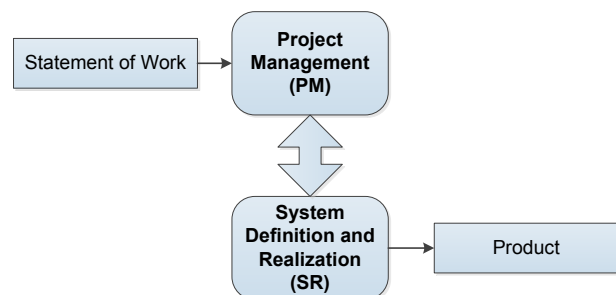 Statement of Work
Project
Management
(PM)
System
Definition and
Realization
(SR)
Product